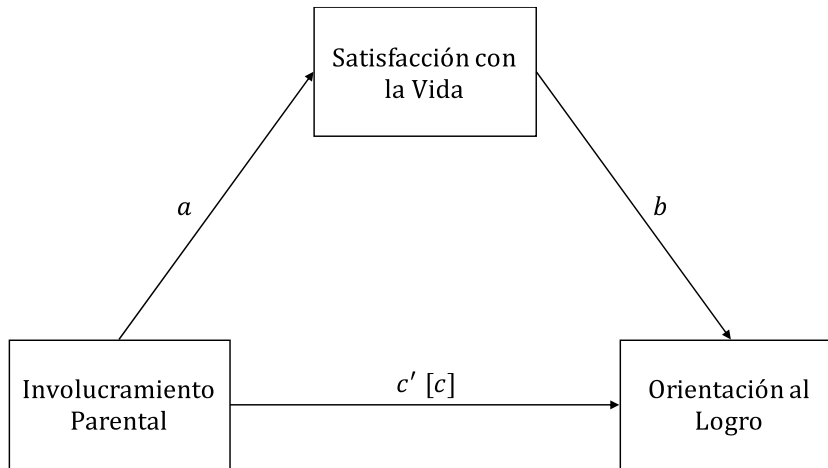 Satisfacción con
la Vida
a
b
Involucramiento
Parental
c′ [c]
Orientación al
Logro